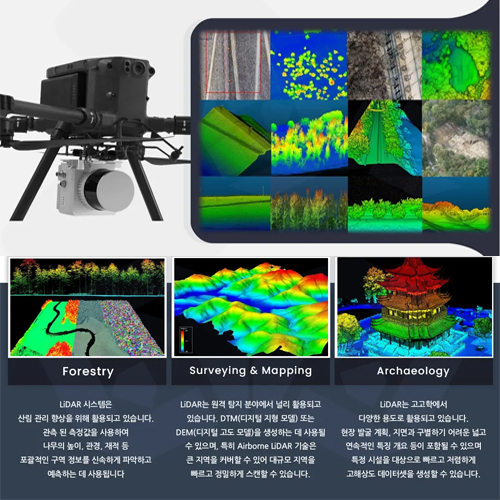 Forestry
LiDAR 시스템은
산림 관리 향상을 위해 활용되고 있습니다.
관측 된 측정값을 사용하여
나무의 높이, 관경, 재적 등
포괄적인 구역 정보를 신속하게 파악하고
예측하는 데 사용됩니다
Surveying & Mapping
LiDAR는 원격 탐지 분야에서 널리 활용되고
있습니다. DTM(디지털 지형 모델) 또는
DEM(디지털 고도 모델)을 생성하는 데 사용될
수 있으며, 특히 Airborne LiDAR 기술은
큰 지역을 커버할 수 있어 대규모 지역을
빠르고 정밀하게 스캔할 수 있습니다.
Archaeology
LiDAR는 고고학에서
다양한 용도로 활용되고 있습니다.
현장 발굴 계획, 지면과 구별하기 어려운 넓고
연속적인 특징 개요 등이 포함될 수 있으며
특정 시설을 대상으로 빠르고 저렴하게
고해상도 데이터셋을 생성할 수 있습니다.